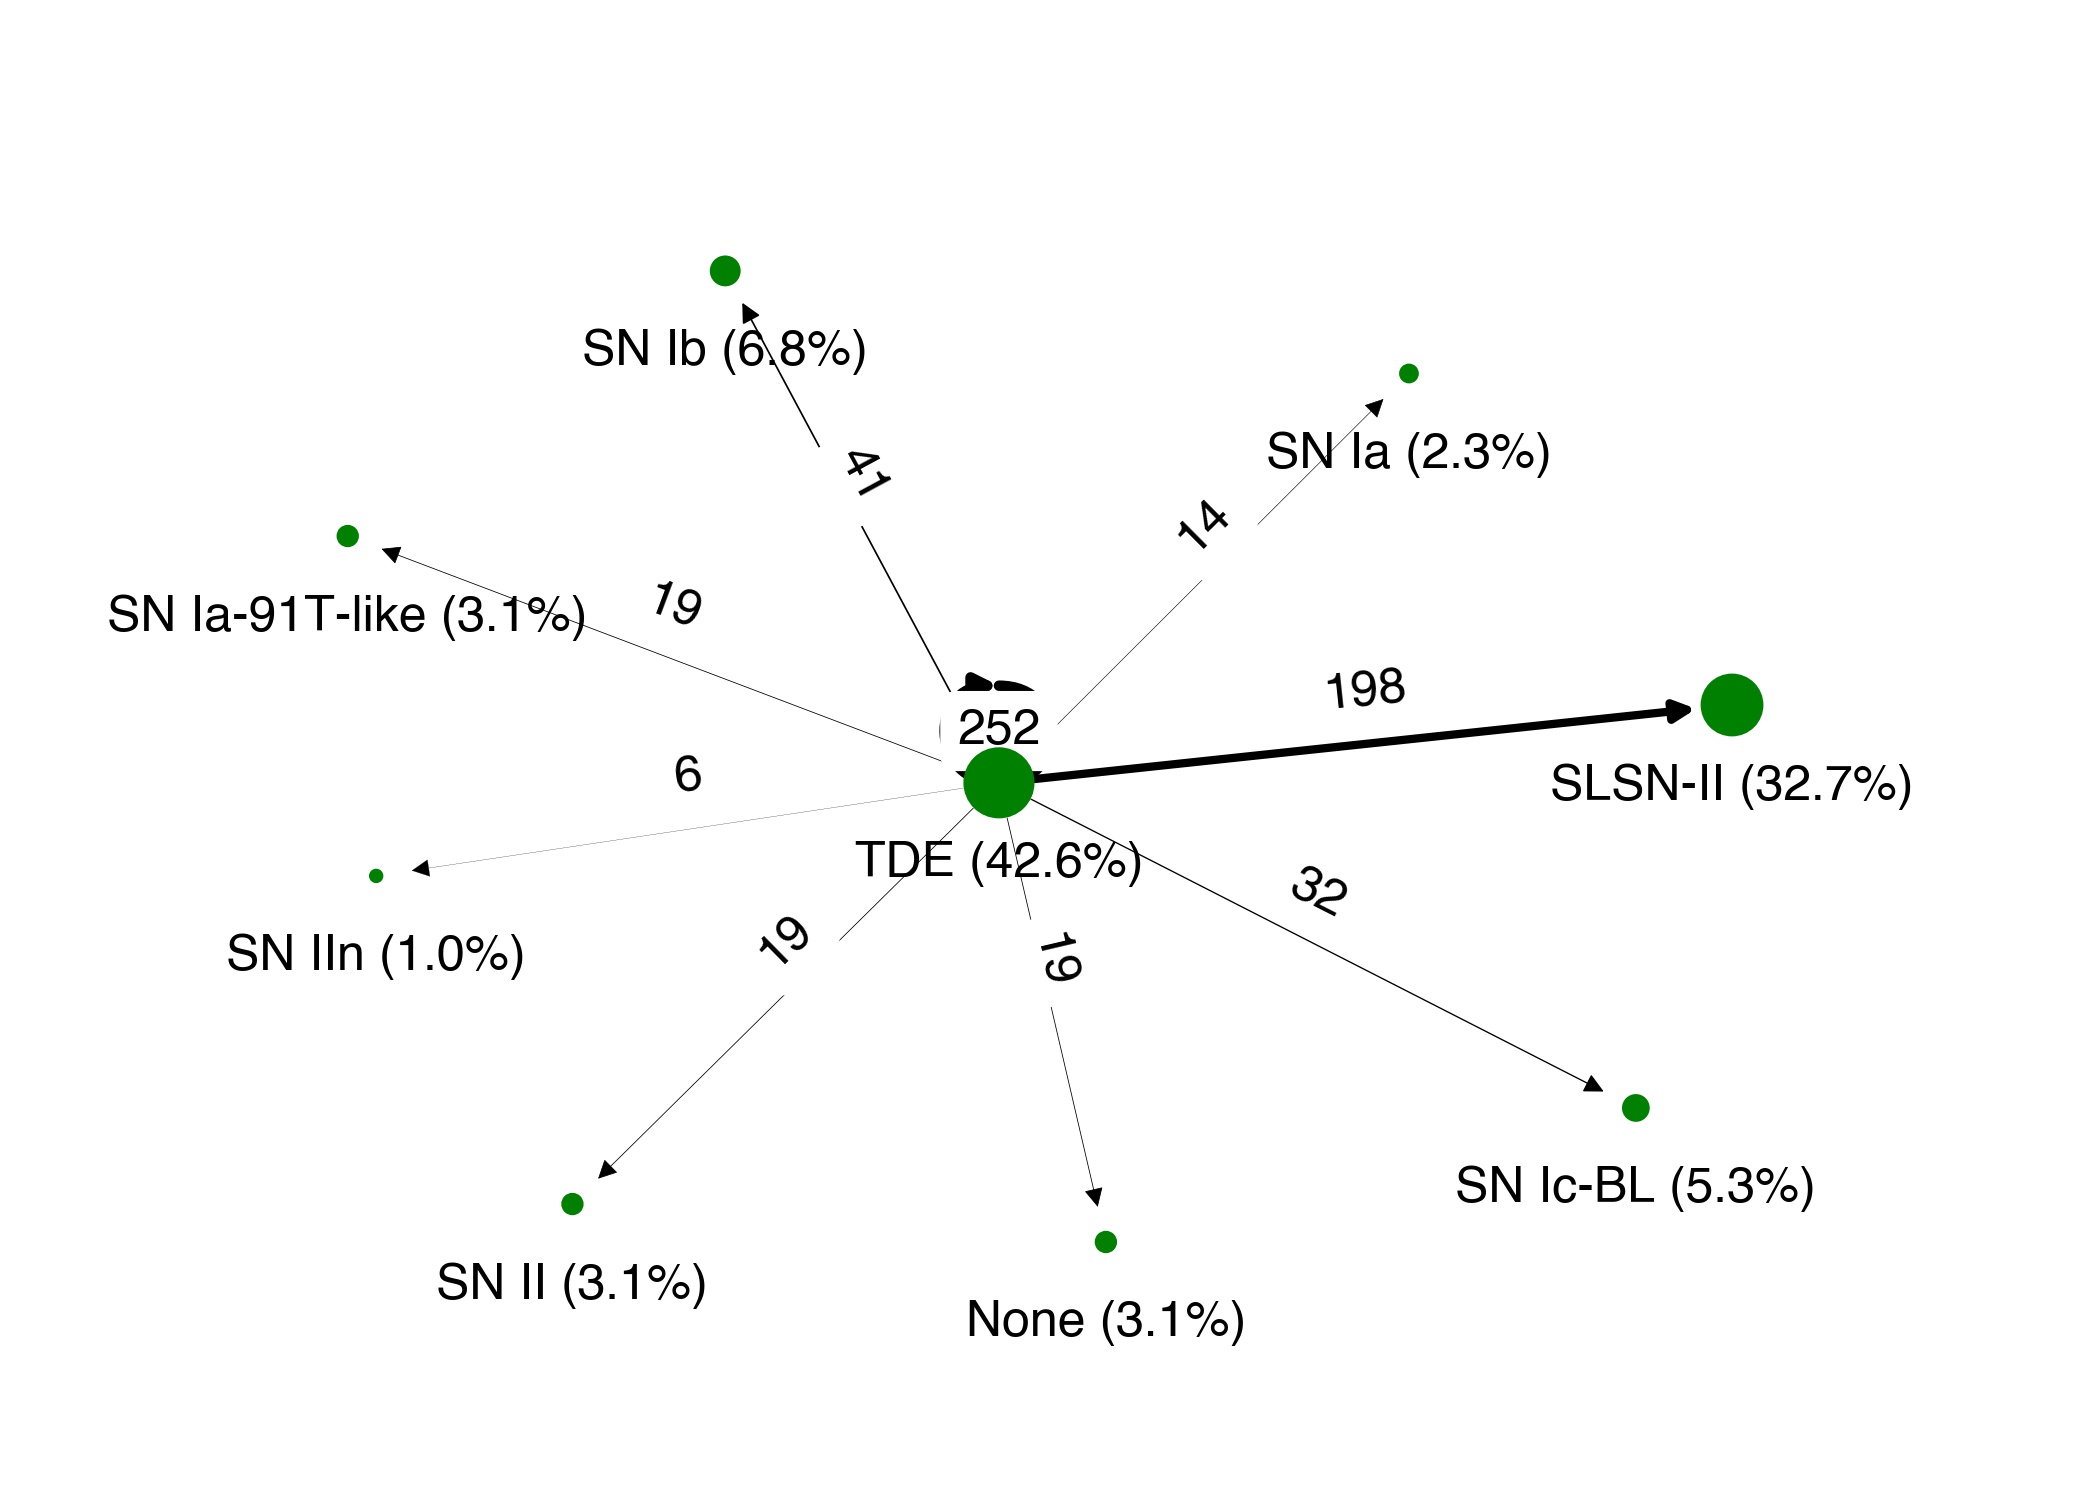 SN Ib (6.8%)
SN Ia (2.3%)
41
14
19
SN Ia-91T-like (3.1%)
198
252
6
SLSN-II (32.7%)
TDE (42.6%)
32
SN IIn (1.0%)
19
19
SN Ic-BL (5.3%)
SN II (3.1%)
None (3.1%)